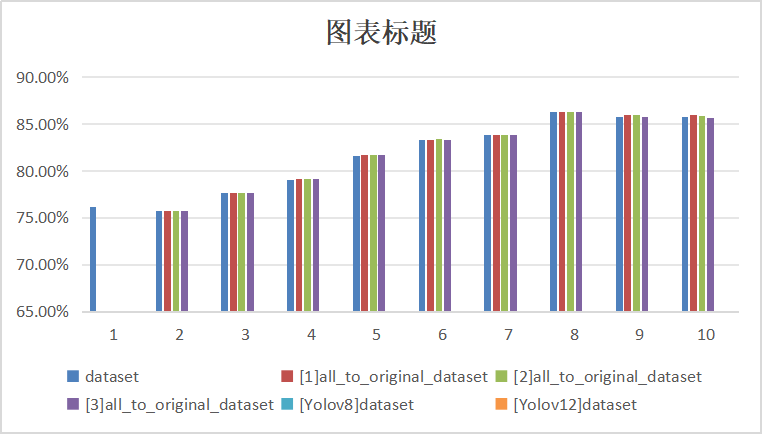 图表标题
90.00%
85.00%
80.00%
75.00%
70.00%
65.00%
1 2 3 4 5 6 7 8 9 10
dataset [1]all_to_original_dataset [2]all_to_original_dataset
[3]all_to_original_dataset [Yolov8]dataset [Yolov12]dataset